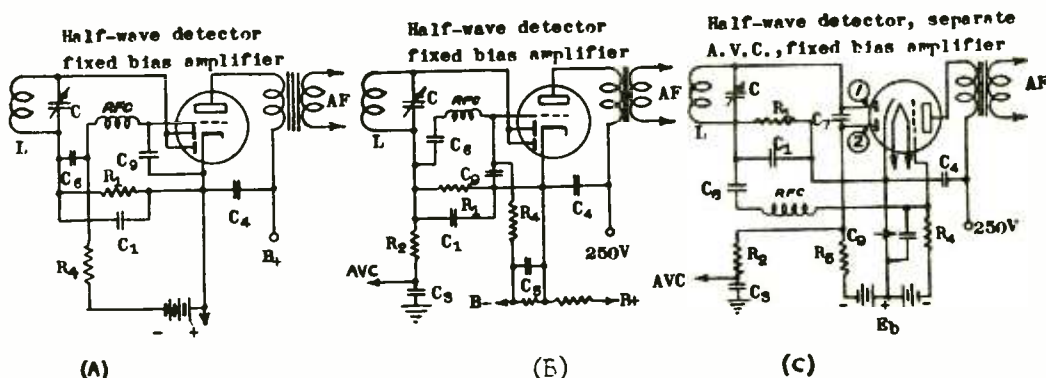 Half-wave detector
fixed bias amplifier
RFC
C
L
AF
C6
C9
R1
C1
C4
R4
B+
- +
(A)
Half-wave detector
fixed bias amplifier
RFC
C
L
AF
C6
C9
R1
R4
C4
C1
R2
250V
AVC
C5
C3
B-
B+
(B)
Half-wave detector, separate
A.V.C., fixed bias amplifier
1
2
C
R1
C7
L
AF
C1
C4
C6
RFC
250V
R2
R5
C9
R4
AVC
C3
- + -
Eb
(C)